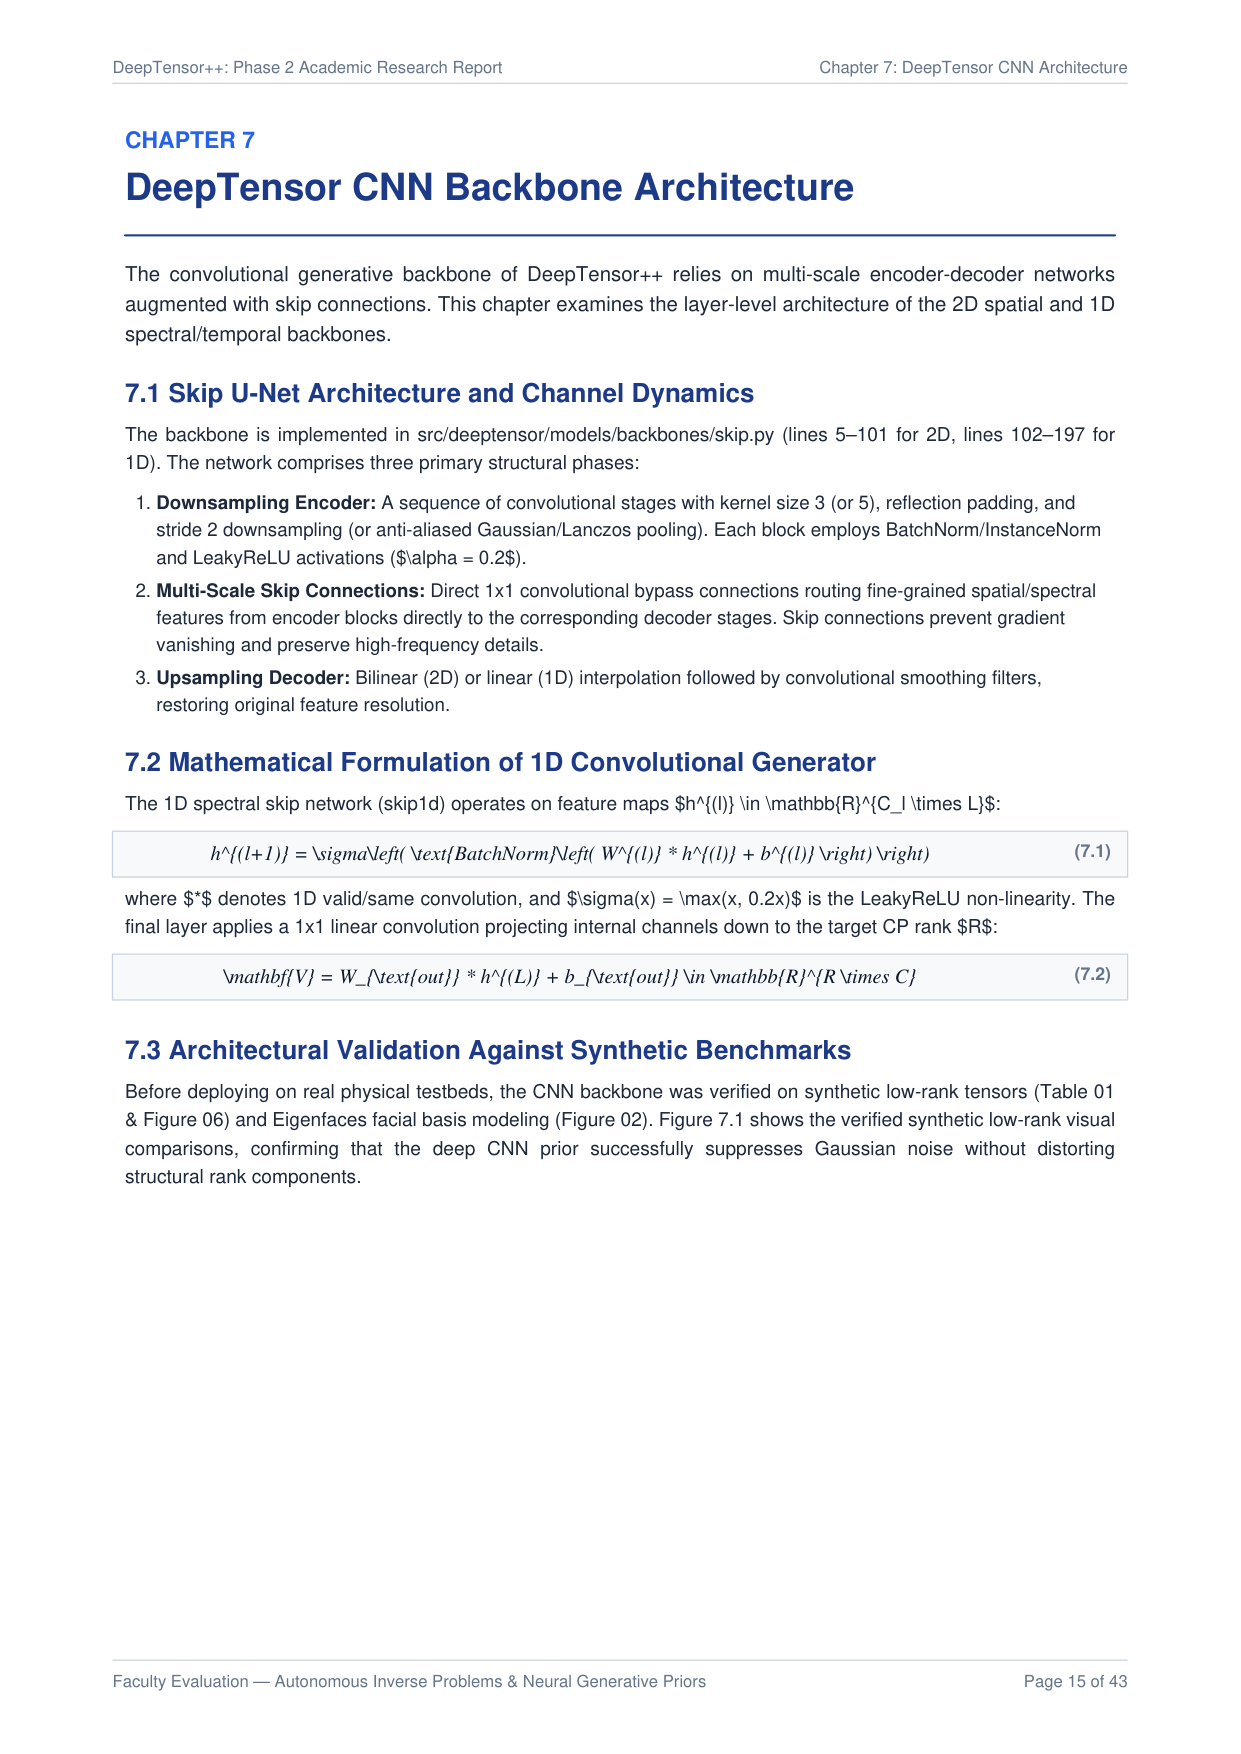 DeepTensor++: Phase 2 Academic Research Report
Chapter 7: DeepTensor CNN Architecture
CHAPTER 7
DeepTensor CNN Backbone Architecture
The convolutional generative backbone of DeepTensor++ relies on multi-scale encoder-decoder networks
augmented with skip connections. This chapter examines the layer-level architecture of the 2D spatial and 1D
spectral/temporal backbones.
7.1 Skip U-Net Architecture and Channel Dynamics
The backbone is implemented in src/deeptensor/models/backbones/skip.py (lines 5–101 for 2D, lines 102–197 for
1D). The network comprises three primary structural phases:
1. Downsampling Encoder: A sequence of convolutional stages with kernel size 3 (or 5), reflection padding, and
stride 2 downsampling (or anti-aliased Gaussian/Lanczos pooling). Each block employs BatchNorm/InstanceNorm
and LeakyReLU activations ($\alpha = 0.2$).
2. Multi-Scale Skip Connections: Direct 1x1 convolutional bypass connections routing fine-grained spatial/spectral
features from encoder blocks directly to the corresponding decoder stages. Skip connections prevent gradient
vanishing and preserve high-frequency details.
3. Upsampling Decoder: Bilinear (2D) or linear (1D) interpolation followed by convolutional smoothing filters,
restoring original feature resolution.
7.2 Mathematical Formulation of 1D Convolutional Generator
The 1D spectral skip network (skip1d) operates on feature maps $h^{(l)} \in \mathbb{R}^{C_l \times L}$:
h^{(l+1)} = \sigma\left( \text{BatchNorm}\left( W^{(l)} * h^{(l)} + b^{(l)} \right) \right)
(7.1)
where $*$ denotes 1D valid/same convolution, and $\sigma(x) = \max(x, 0.2x)$ is the LeakyReLU non-linearity. The
final layer applies a 1x1 linear convolution projecting internal channels down to the target CP rank $R$:
\mathbf{V} = W_{\text{out}} * h^{(L)} + b_{\text{out}} \in \mathbb{R}^{R \times C}
(7.2)
7.3 Architectural Validation Against Synthetic Benchmarks
Before deploying on real physical testbeds, the CNN backbone was verified on synthetic low-rank tensors (Table 01
& Figure 06) and Eigenfaces facial basis modeling (Figure 02). Figure 7.1 shows the verified synthetic low-rank visual
comparisons, confirming that the deep CNN prior successfully suppresses Gaussian noise without distorting
structural rank components.
Faculty Evaluation — Autonomous Inverse Problems & Neural Generative Priors
Page 15 of 43